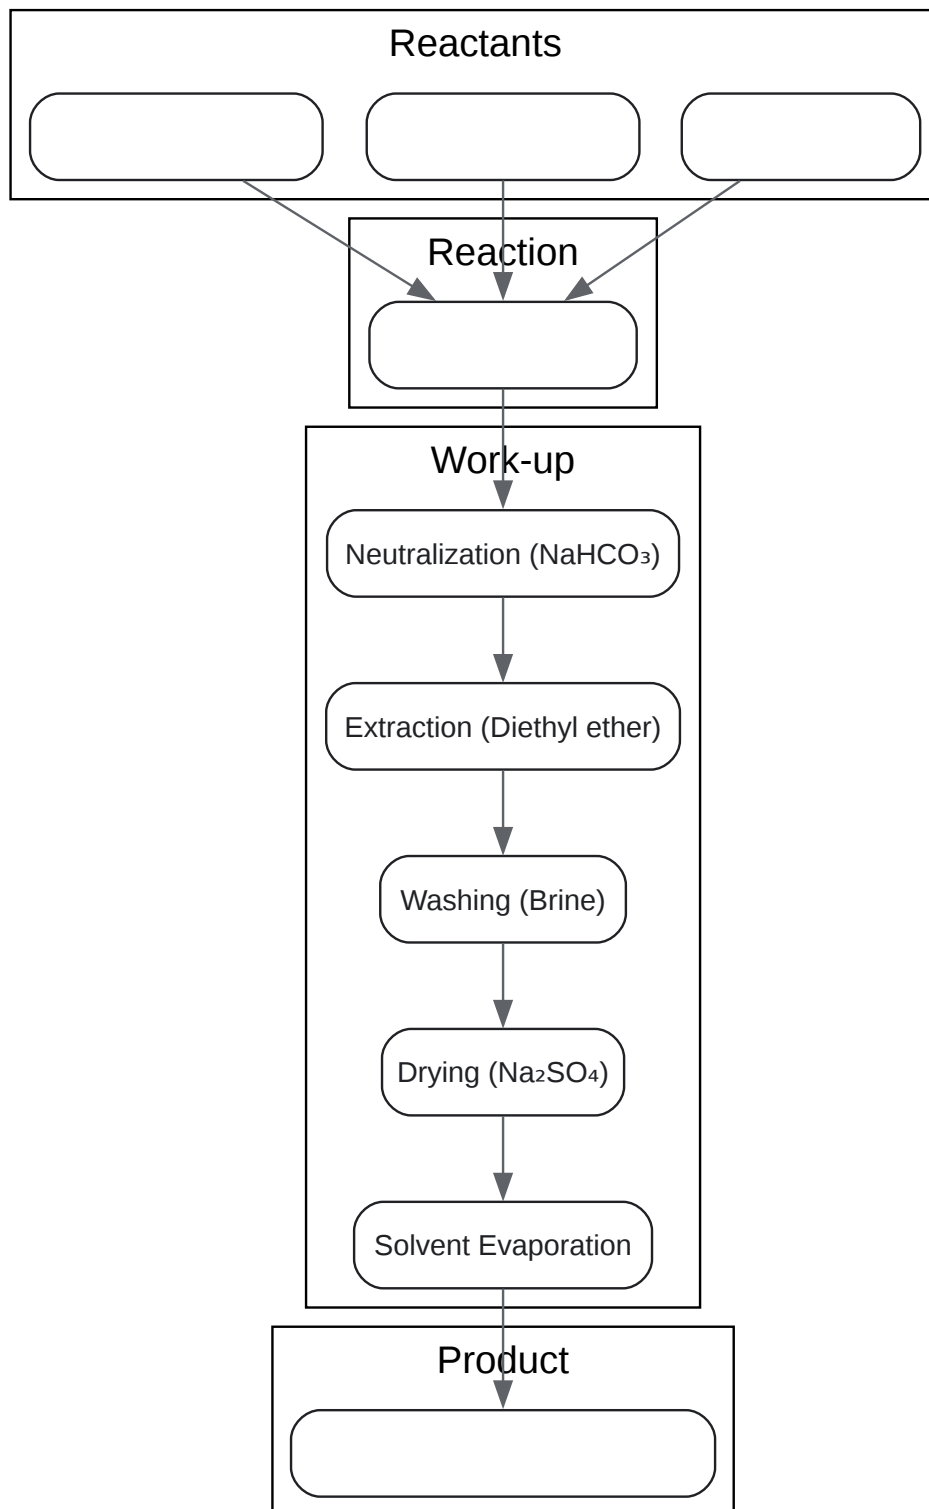 Reactants
Reaction
Work-up
Neutralization (NaHCO₃)
Extraction (Diethyl ether)
Washing (Brine)
Drying (Na₂SO₄)
Solvent Evaporation
Product